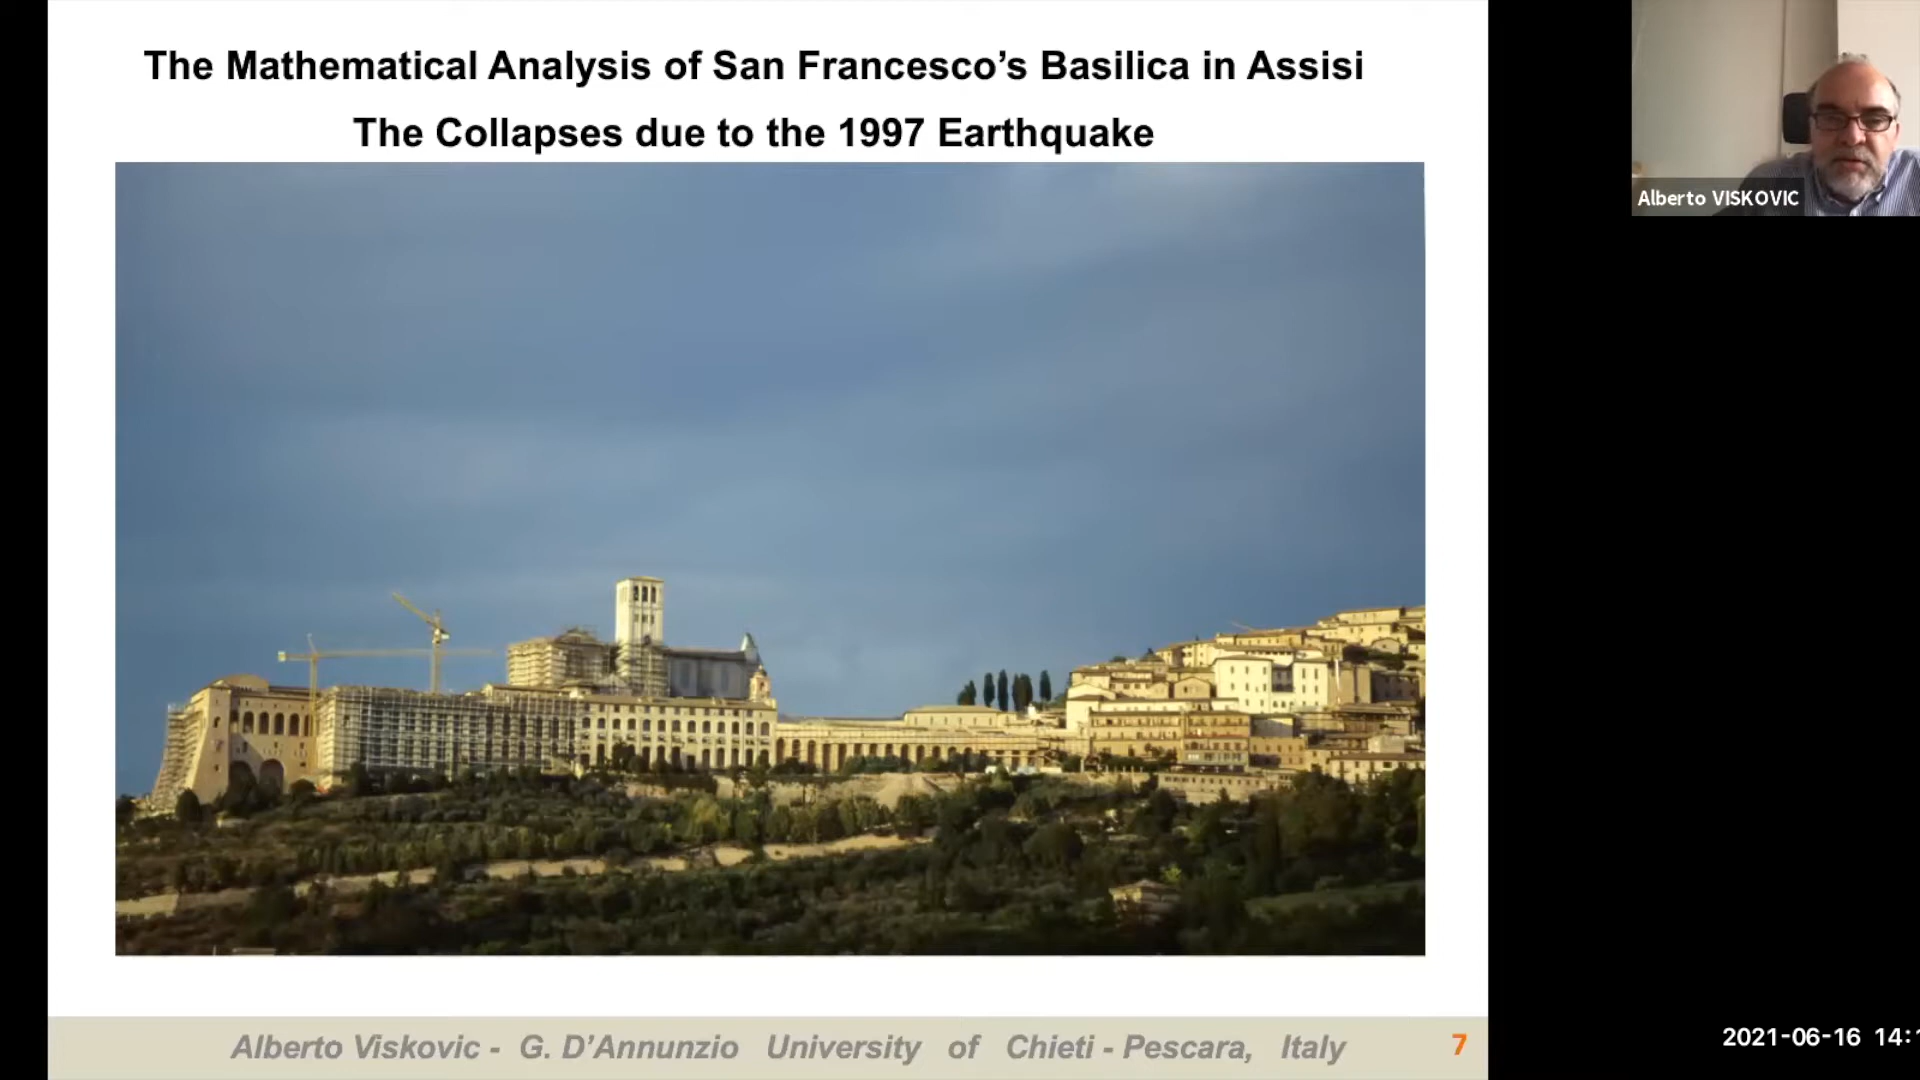 The Mathematical Analysis of San Francesco’s Basilica in Assisi
The Collapses due to the 1997 Earthquake
Alberto VISKOVIC
Alberto Viskovic - G. D’Annunzio University of Chieti - Pescara, Italy
7
2021-06-16 14: